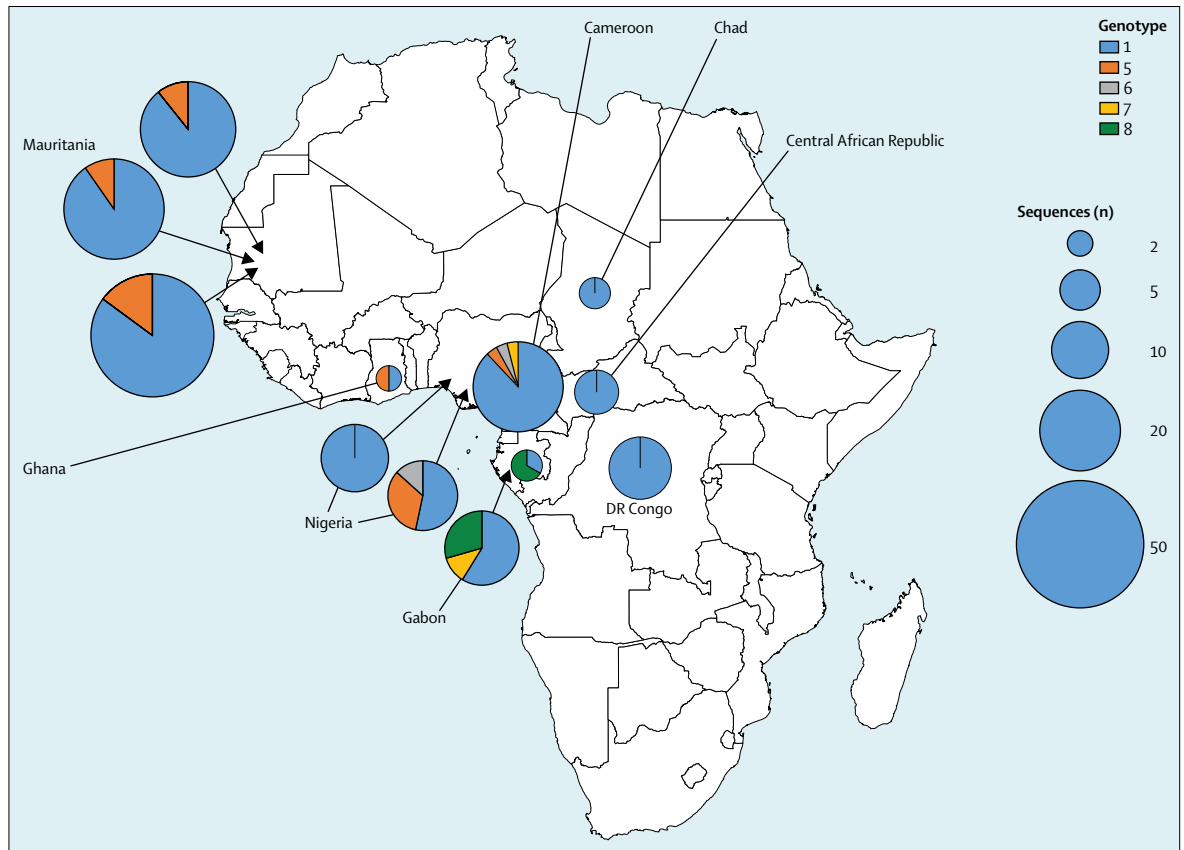 Cameroon
Chad
Genotype
1
5
6
7
8
Mauritania
Central African Republic
Sequences (n)
2
5
10
20
50
Ghana
Nigeria
DR Congo
Gabon